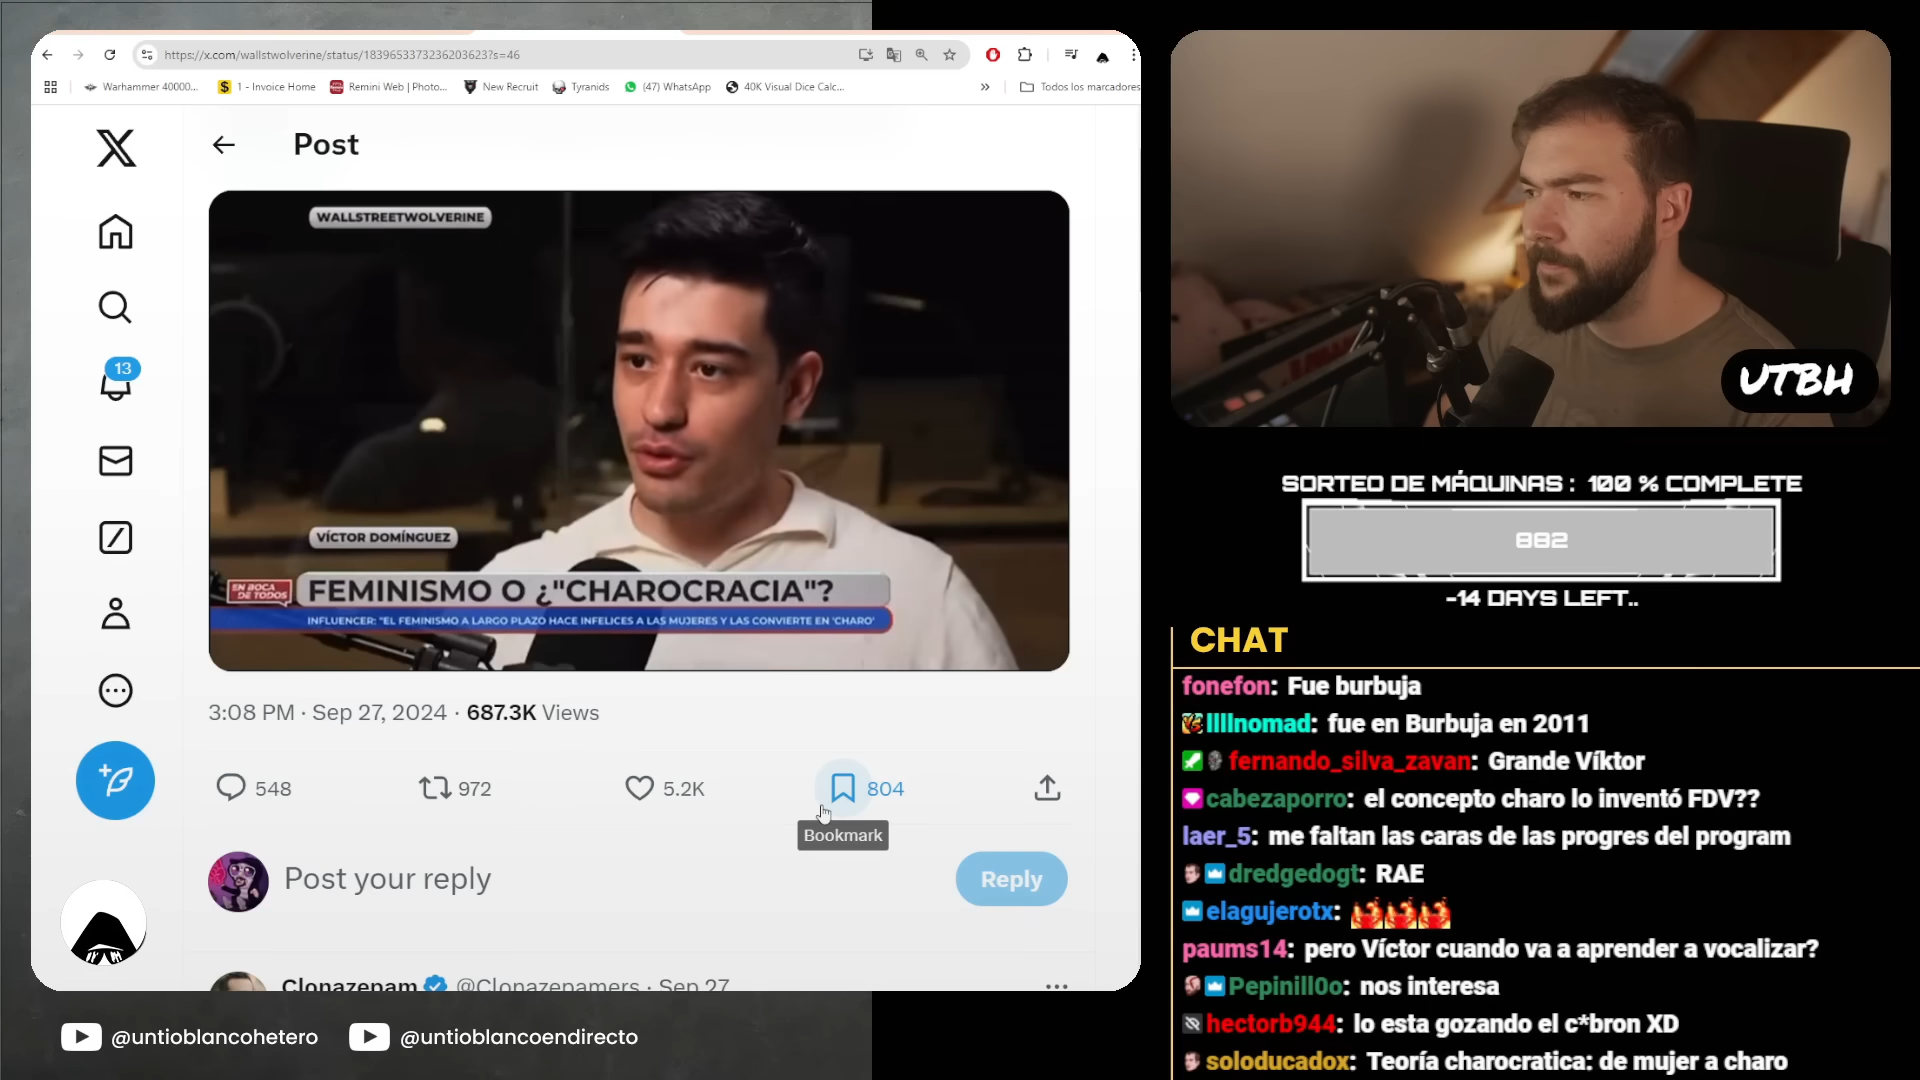 https://x.com/wallstwolverine/status/1839653373236203623?s=46
Warhammer 40000...
1 - Invoice Home
Remini Web | Photo...
New Recruit
Tyranids
(47) WhatsApp
40K Visual Dice Calc...
Todos los marcadores
Post
13
WALLSTREETWOLVERINE
VÍCTOR DOMÍNGUEZ
EN BOCA DE TODOS
FEMINISMO O ¿"CHAROCRACIA"?
INFLUENCER: "EL FEMINISMO A LARGO PLAZO HACE INFELICES A LAS MUJERES Y LAS CONVIERTE EN 'CHARO'
3:08 PM · Sep 27, 2024 · 687.3K Views
548
972
5.2K
804
Bookmark
Post your reply
Reply
Clonazepam @Clonazepamers · Sep 27
@untioblancohetero
@untioblancoendirecto
UTBH
SORTEO DE MÁQUINAS : 100 % COMPLETE
882
-14 DAYS LEFT..
CHAT
fonefon: Fue burbuja
llllnomad: fue en Burbuja en 2011
fernando_silva_zavan: Grande Víktor
cabezaporro: el concepto charo lo inventó FDV??
laer_5: me faltan las caras de las progres del program
dredgedogt: RAE
elagujerotx:
paums14: pero Víctor cuando va a aprender a vocalizar?
Pepinill0o: nos interesa
hectorb944: lo esta gozando el c*bron XD
soloducadox: Teoría charocratica: de mujer a charo